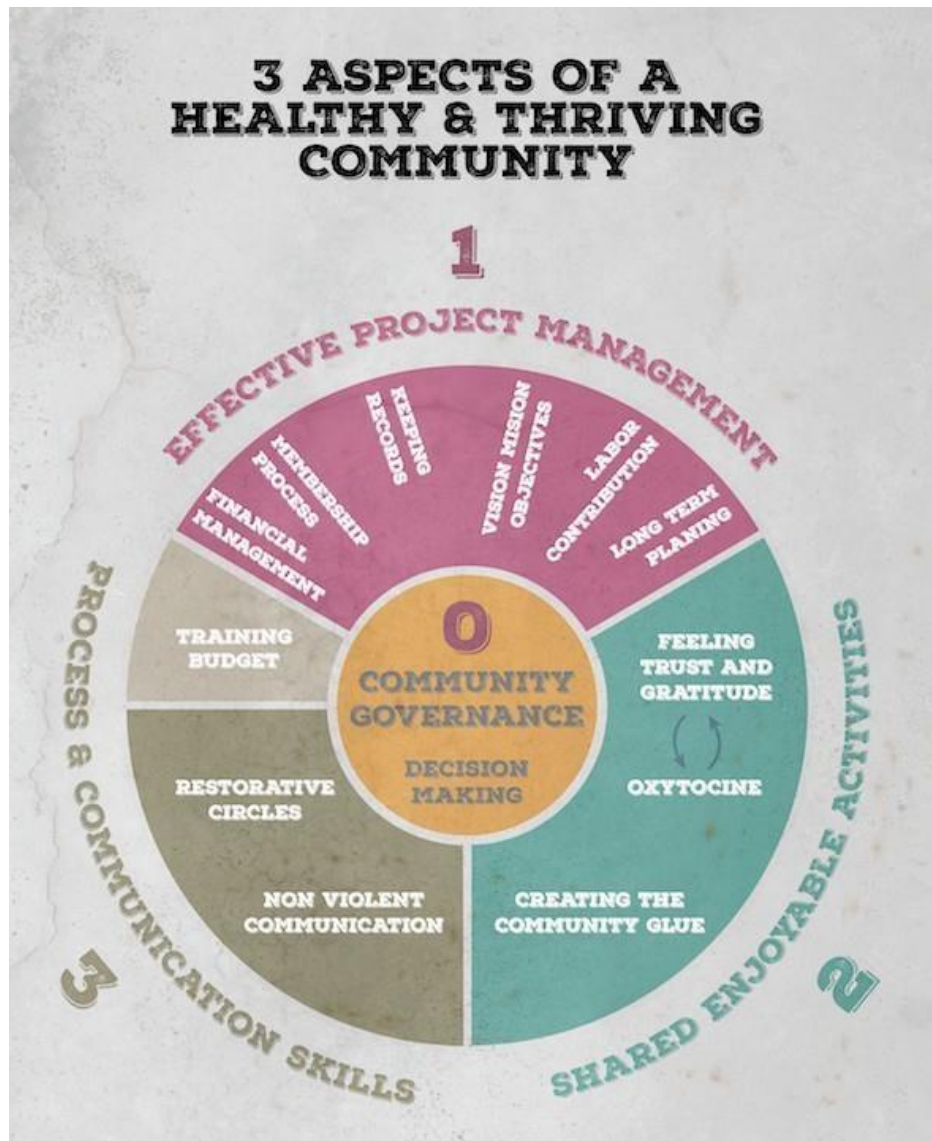 3 ASPECTS OF A
HEALTHY & THRIVING
COMMUNITY
1
EFFECTIVE PROJECT MANAGEMENT
FINANCIAL
MANAGEMENT
MEMBERSHIP
PROCESS
KEEPING
RECORDS
VISION MISION
OBJECTIVES
LABOR
CONTRIBUTION
LONG TERM
PLANING
0
COMMUNITY
GOVERNANCE
DECISION
MAKING
2
SHARED ENJOYABLE ACTIVITIES
FEELING
TRUST AND
GRATITUDE
OXYTOCINE
CREATING THE
COMMUNITY GLUE
3
PROCESS & COMMUNICATION SKILLS
TRAINING
BUDGET
RESTORATIVE
CIRCLES
NON VIOLENT
COMMUNICATION